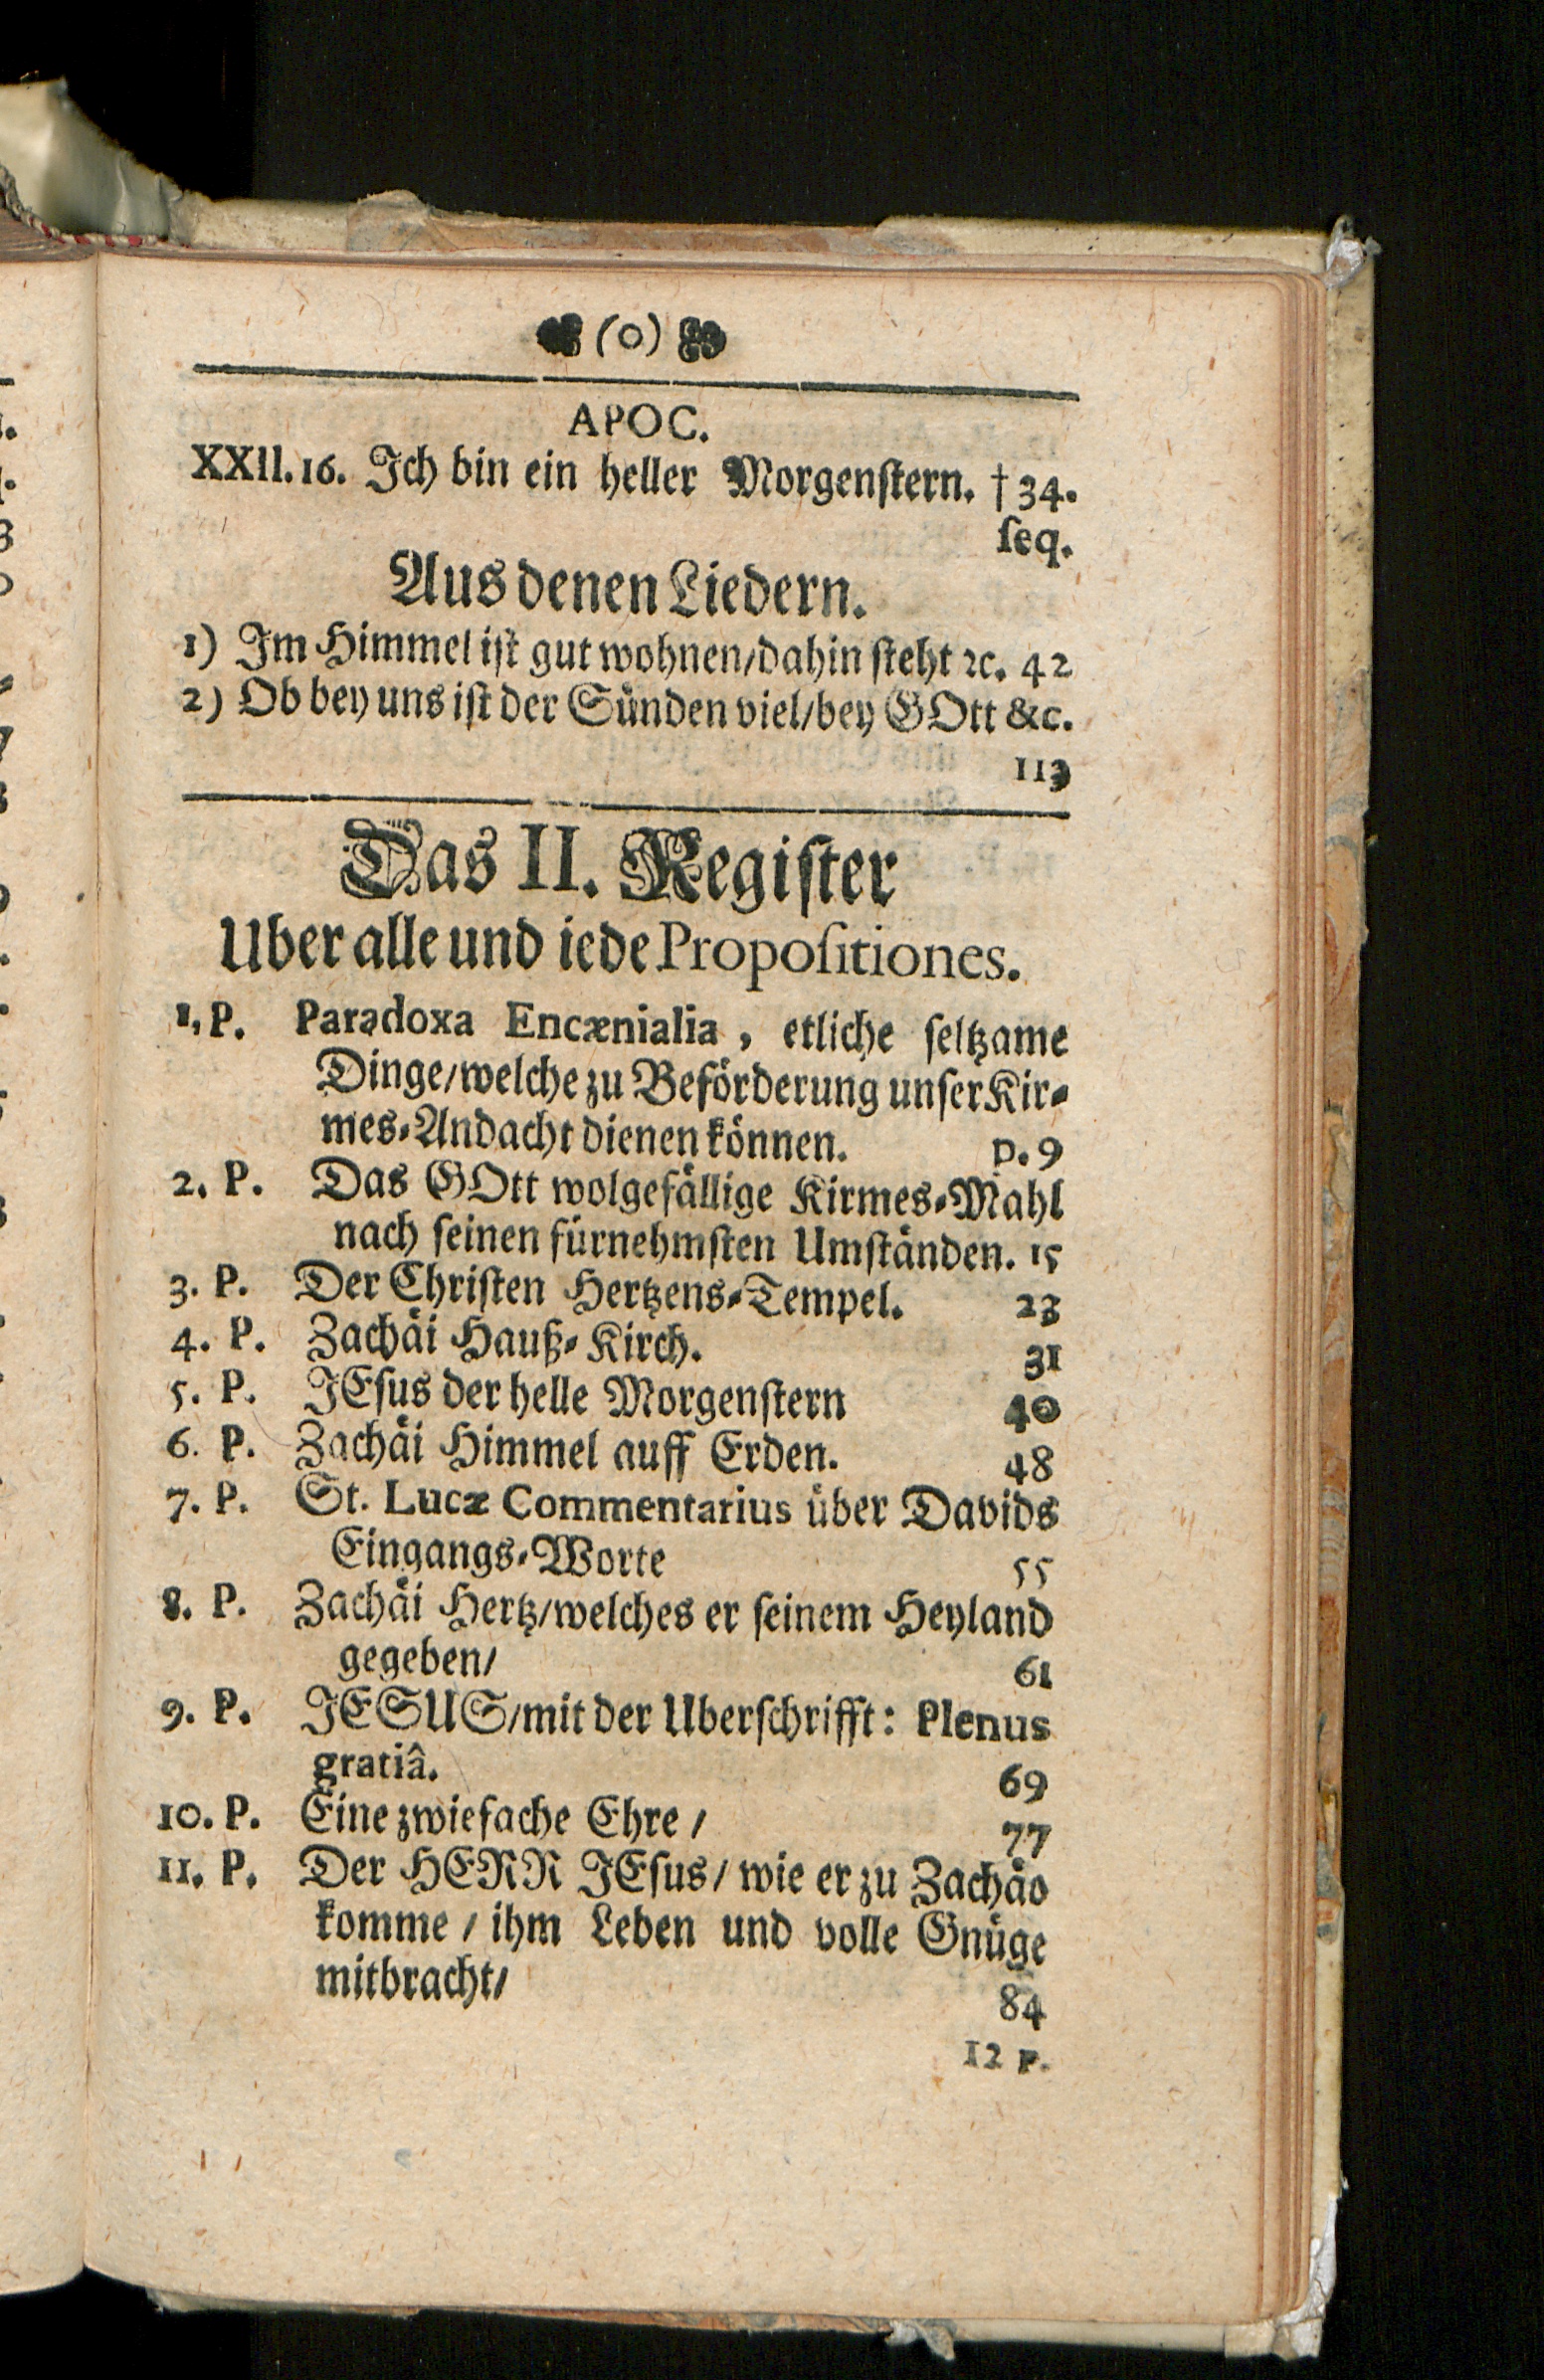 (o)
APOC.
XXII. 16. Ich bin ein heller Morgenſtern. † 34.
ſeq.
Aus denen Liedern.
1) Im Himmel iſt gut wohnen/dahin ſteht ꝛc. 42
2) Ob bey uns iſt der Sünden viel/bey GOtt &c.
113
Das II. Regiſter
Uber alle und iede Propoſitiones.
1, P. Paradoxa Encænialia, etliche ſeltzame
Dinge/welche zu Beförderung unſer Kir-
mes-Andacht dienen können. p. 9
2. P. Das GOtt wolgefällige Kirmes-Mahl
nach ſeinen fürnehmſten Umſtänden. 15
3. P. Der Chriſten Hertzens-Tempel. 23
4. P. Zachäi Hauß-Kirch. 31
5. P. JEſus der helle Morgenſtern 40
6. P. Zachäi Himmel auff Erden. 48
7. P. St. Lucæ Commentarius über Davids
Eingangs-Worte 55
8. P. Zachäi Hertz/welches er ſeinem Heyland
gegeben/ 61
9. P. JESUS/mit der Uberſchrifft: Plenus
gratiâ. 69
10. P. Eine zwiefache Ehre / 77
11. P. Der HERR JEſus/ wie er zu Zachäo
komme / ihm Leben und volle Gnüge
mitbracht/ 84
12 P.